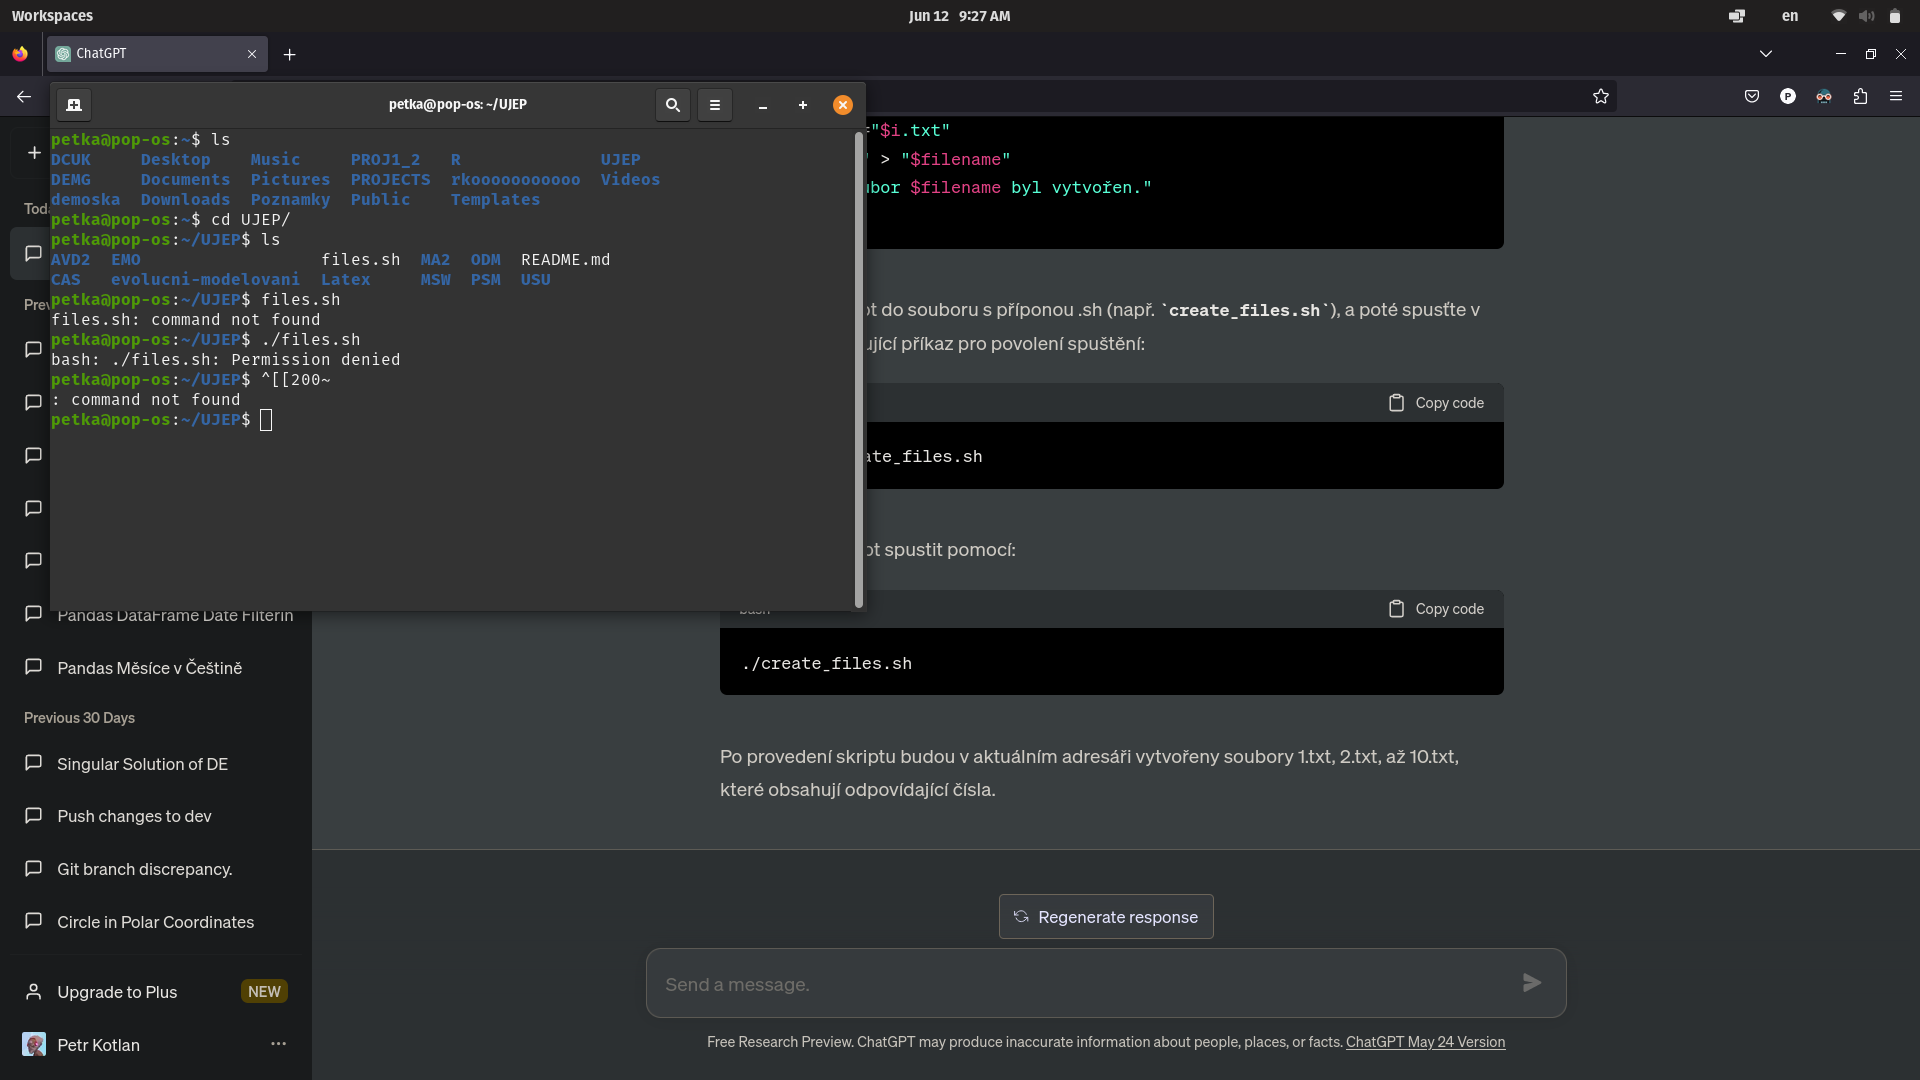 Workspaces
Jun 12 9:27 AM
en
ChatGPT
petka@pop-os: ~/UJEP
petka@pop-os:~$ ls
DCUK Desktop Music PROJ1_2 R UJEP
DEMG Documents Pictures PROJECTS rkooooooooooo Videos
demoska Downloads Poznamky Public Templates
petka@pop-os:~$ cd UJEP/
petka@pop-os:~/UJEP$ ls
AVD2 EMO files.sh MA2 ODM README.md
CAS evolucni-modelovani Latex MSW PSM USU
petka@pop-os:~/UJEP$ files.sh
files.sh: command not found
petka@pop-os:~/UJEP$ ./files.sh
bash: ./files.sh: Permission denied
petka@pop-os:~/UJEP$ ^[[200~
: command not found
petka@pop-os:~/UJEP$
Pandas DataFrame Date Filterin
Pandas Měsíce v Češtině
Previous 30 Days
Singular Solution of DE
Push changes to dev
Git branch discrepancy.
Circle in Polar Coordinates
Upgrade to Plus NEW
Petr Kotlan
="$i.txt"
" > "$filename"
$filename byl vytvořen."
do souboru s příponou .sh (např. `create_files.sh`), a poté spusťte v
příkaz pro povolení spuštění:
Copy code
ate_files.sh
spustit pomocí:
bash
Copy code
./create_files.sh
Po provedení skriptu budou v aktuálním adresáři vytvořeny soubory 1.txt, 2.txt, až 10.txt,
které obsahují odpovídající čísla.
Regenerate response
Send a message.
Free Research Preview. ChatGPT may produce inaccurate information about people, places, or facts. ChatGPT May 24 Version